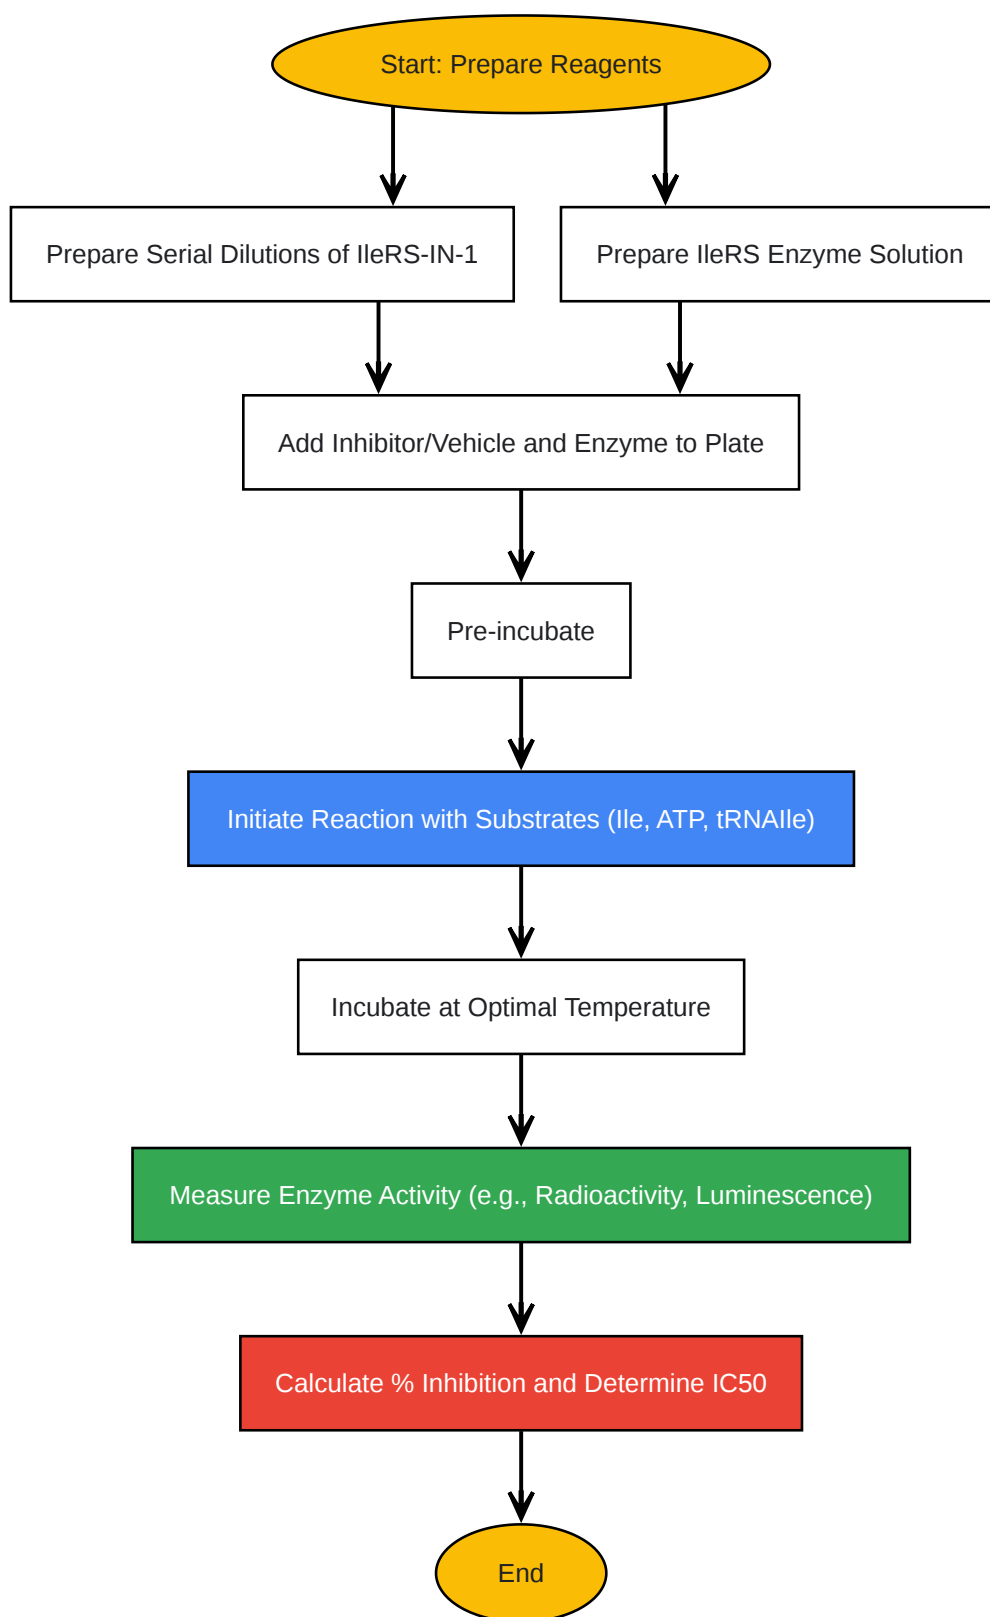 Start: Prepare Reagents
Prepare Serial Dilutions of IleRS-IN-1
Prepare IleRS Enzyme Solution
Add Inhibitor/Vehicle and Enzyme to Plate
Pre-incubate
Initiate Reaction with Substrates (Ile, ATP, tRNAIle)
Incubate at Optimal Temperature
Measure Enzyme Activity (e.g., Radioactivity, Luminescence)
Calculate % Inhibition and Determine IC50
End